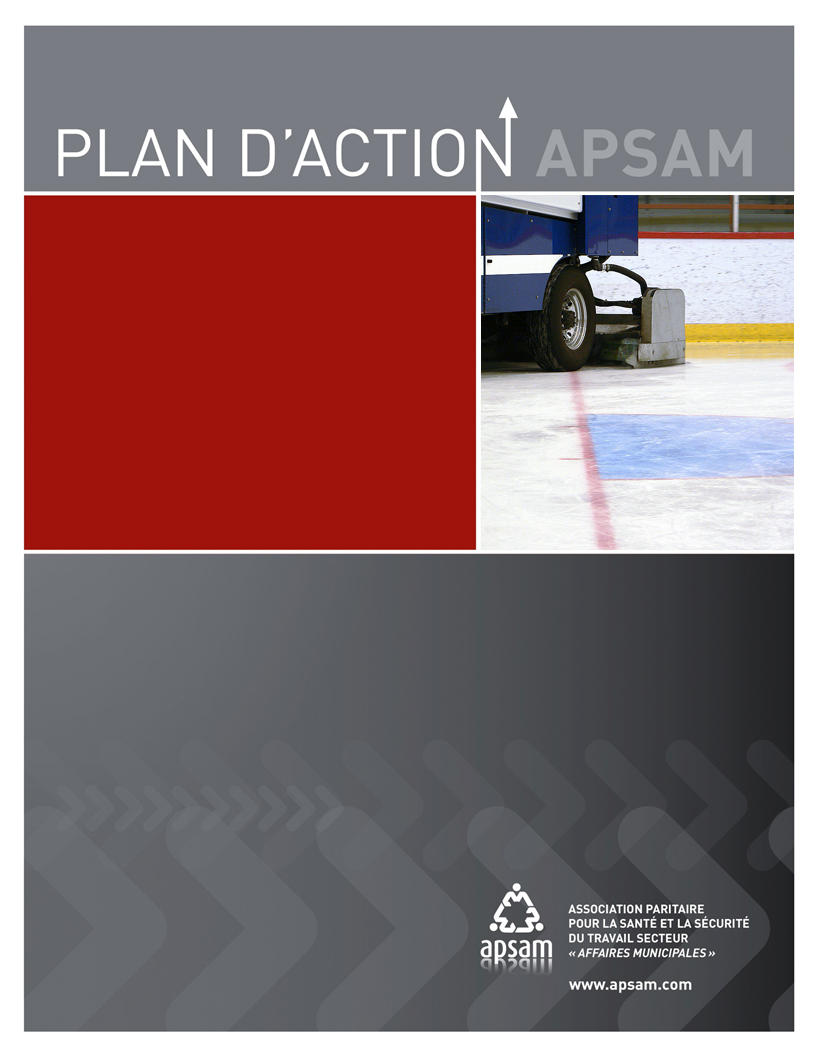 PLAN D'ACTION APSAM
apsam
ASSOCIATION PARITAIRE
POUR LA SANTÉ ET LA SÉCURITÉ
DU TRAVAIL SECTEUR
« AFFAIRES MUNICIPALES »
www.apsam.com